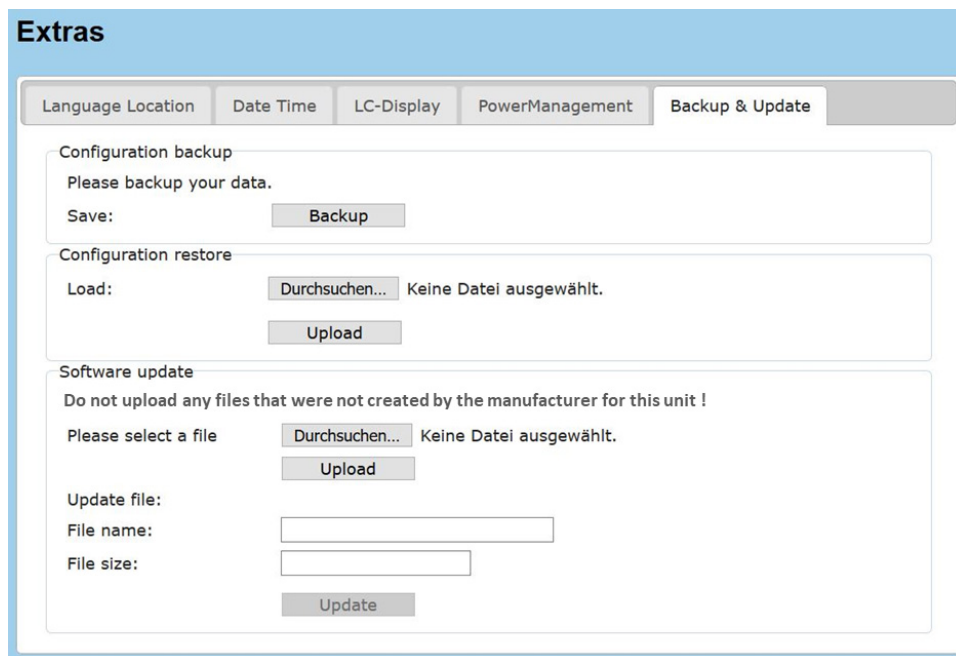 Extras
Language Location Date Time LC-Display PowerManagement Backup & Update
Configuration backup
Please backup your data.
Save: Backup
Configuration restore
Load: Durchsuchen... Keine Datei ausgewählt.
Upload
Software update
Do not upload any files that were not created by the manufacturer for this unit !
Please select a file Durchsuchen... Keine Datei ausgewählt.
Upload
Update file:
File name:
File size:
Update